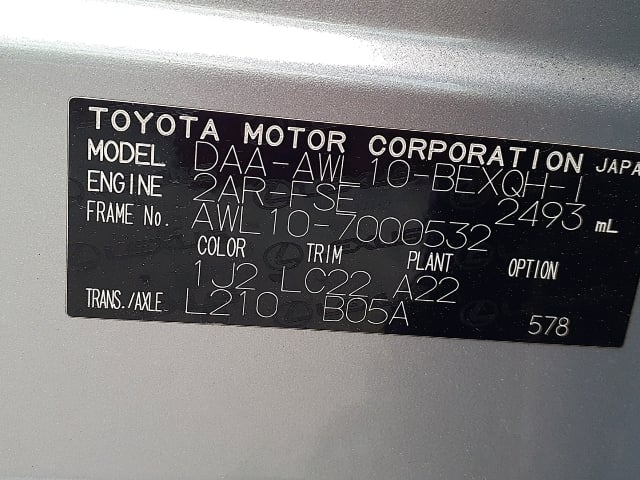 TOYOTA MOTOR CORPORATION JAPA
MODEL DAA-AWL10-BEXQH-I
ENGINE 2AR-FSE 2493 mL
FRAME No. AWL10-7000532
COLOR TRIM PLANT OPTION
1J2 LC22 A22
TRANS./AXLE L210 B05A
578